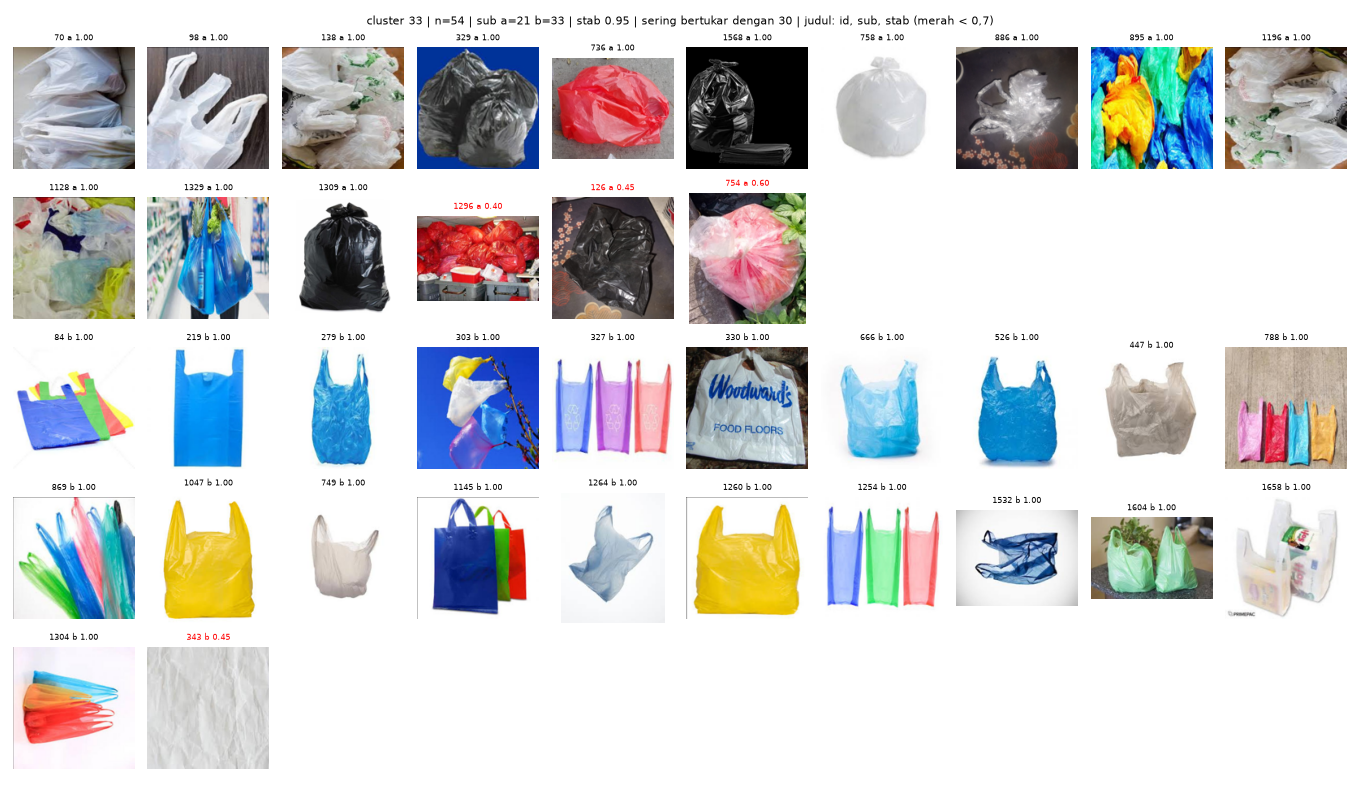 cluster 33 | n=54 | sub a=21 b=33 | stab 0.95 | sering bertukar dengan 30 | judul: id, sub, stab (merah < 0,7)
70 a 1.00
98 a 1.00
138 a 1.00
329 a 1.00
736 a 1.00
1568 a 1.00
758 a 1.00
886 a 1.00
895 a 1.00
1196 a 1.00
1128 a 1.00
1329 a 1.00
1309 a 1.00
1296 a 0.40
126 a 0.45
754 a 0.60
84 b 1.00
219 b 1.00
279 b 1.00
303 b 1.00
327 b 1.00
330 b 1.00
666 b 1.00
526 b 1.00
447 b 1.00
788 b 1.00
Woodward's
FOOD FLOORS
869 b 1.00
1047 b 1.00
749 b 1.00
1145 b 1.00
1264 b 1.00
1260 b 1.00
1254 b 1.00
1532 b 1.00
1604 b 1.00
1658 b 1.00
PRIMEPAC
1304 b 1.00
343 b 0.45